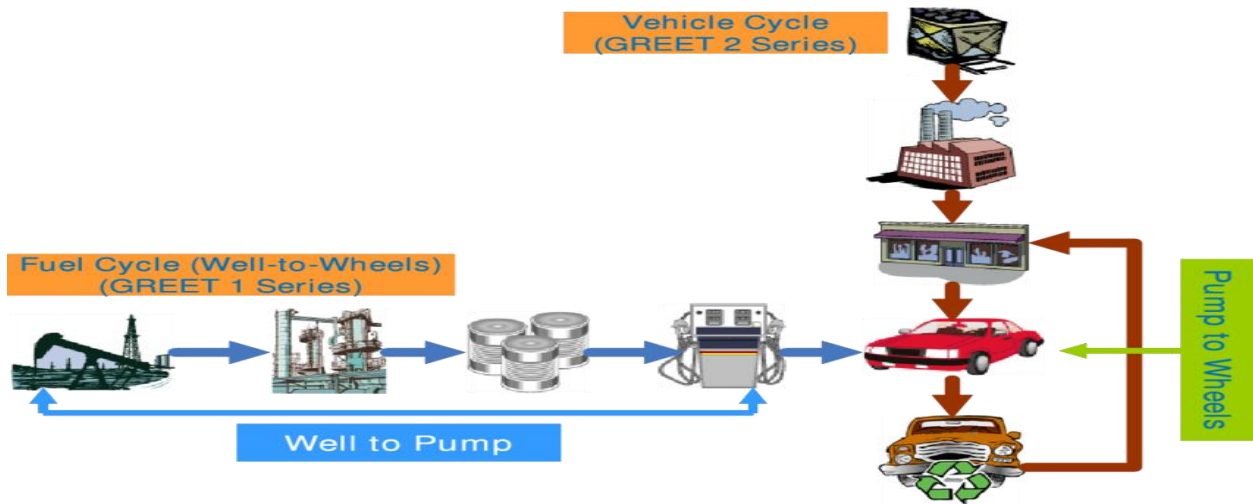 Vehicle Cycle
(GREET 2 Series)
Fuel Cycle (Well-to-Wheels)
(GREET 1 Series)
Pump to Wheels
Well to Pump